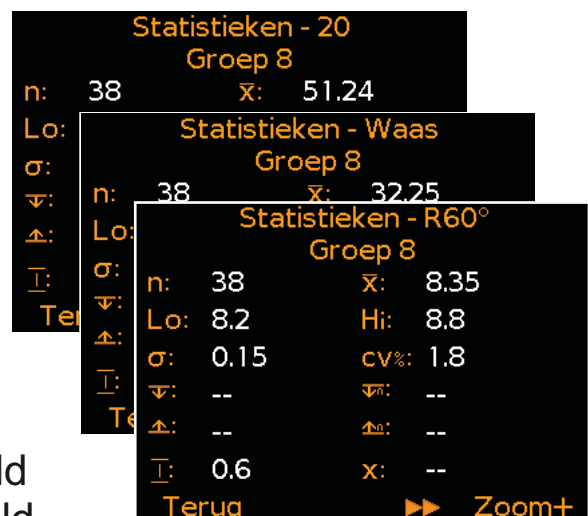 Statistieken - 20
Groep 8
n: 38 x̅: 51.24
Lo:
σ:
↧:
↥:
⌶:
Statistieken - Waas
Groep 8
n: 38 x̅: 32.25
Lo:
σ:
↧:
↥:
⌶:
Statistieken - R60°
Groep 8
n: 38 x̅: 8.35
Lo: 8.2 Hi: 8.8
σ: 0.15 cv%: 1.8
↧: -- ↧n: --
↥: -- ↥n: --
⌶: 0.6 x: --
Terug ▶▶ Zoom+